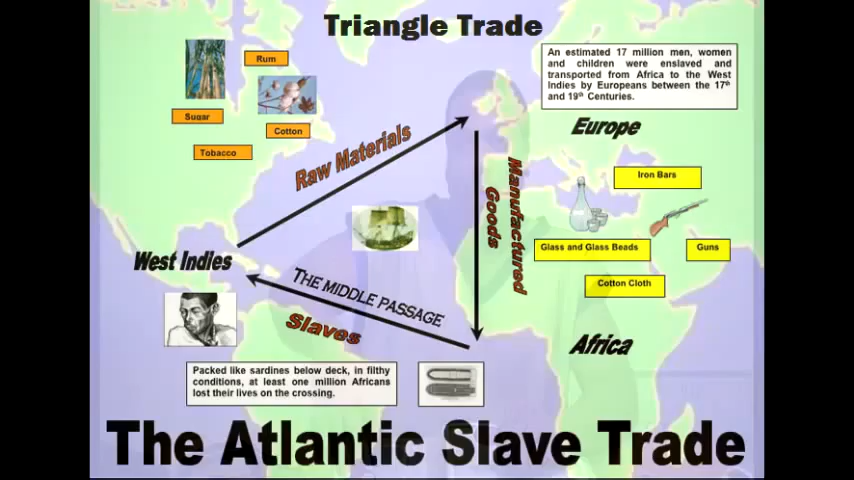 Triangle Trade
Rum
Sugar
Cotton
Tobacco
An estimated 17 million men, women
and children were enslaved and
transported from Africa to the West
Indies by Europeans between the 17th
and 19th Centuries.
Europe
Raw Materials
Manufactured
Goods
Iron Bars
Glass and Glass Beads
Guns
Cotton Cloth
West Indies
THE MIDDLE PASSAGE
Slaves
Africa
Packed like sardines below deck, in filthy
conditions, at least one million Africans
lost their lives on the crossing.
The Atlantic Slave Trade